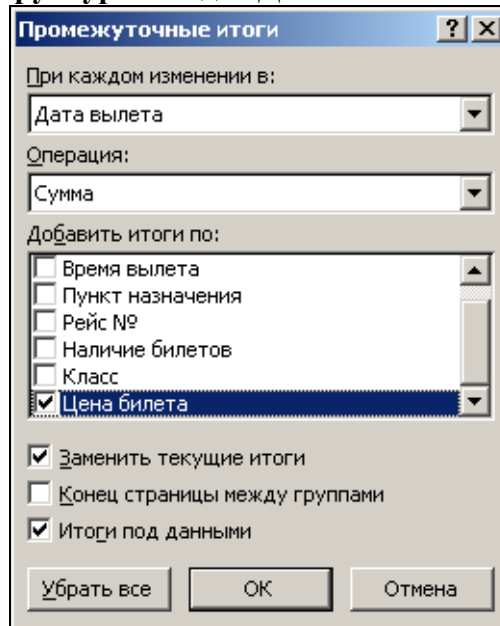 Промежуточные итоги
При каждом изменении в:
Дата вылета
Операция:
Сумма
Добавить итоги по:
Время вылета
Пункт назначения
Рейс №
Наличие билетов
Класс
Цена билета
Заменить текущие итоги
Конец страницы между группами
Итоги под данными
Убрать все ОК Отмена